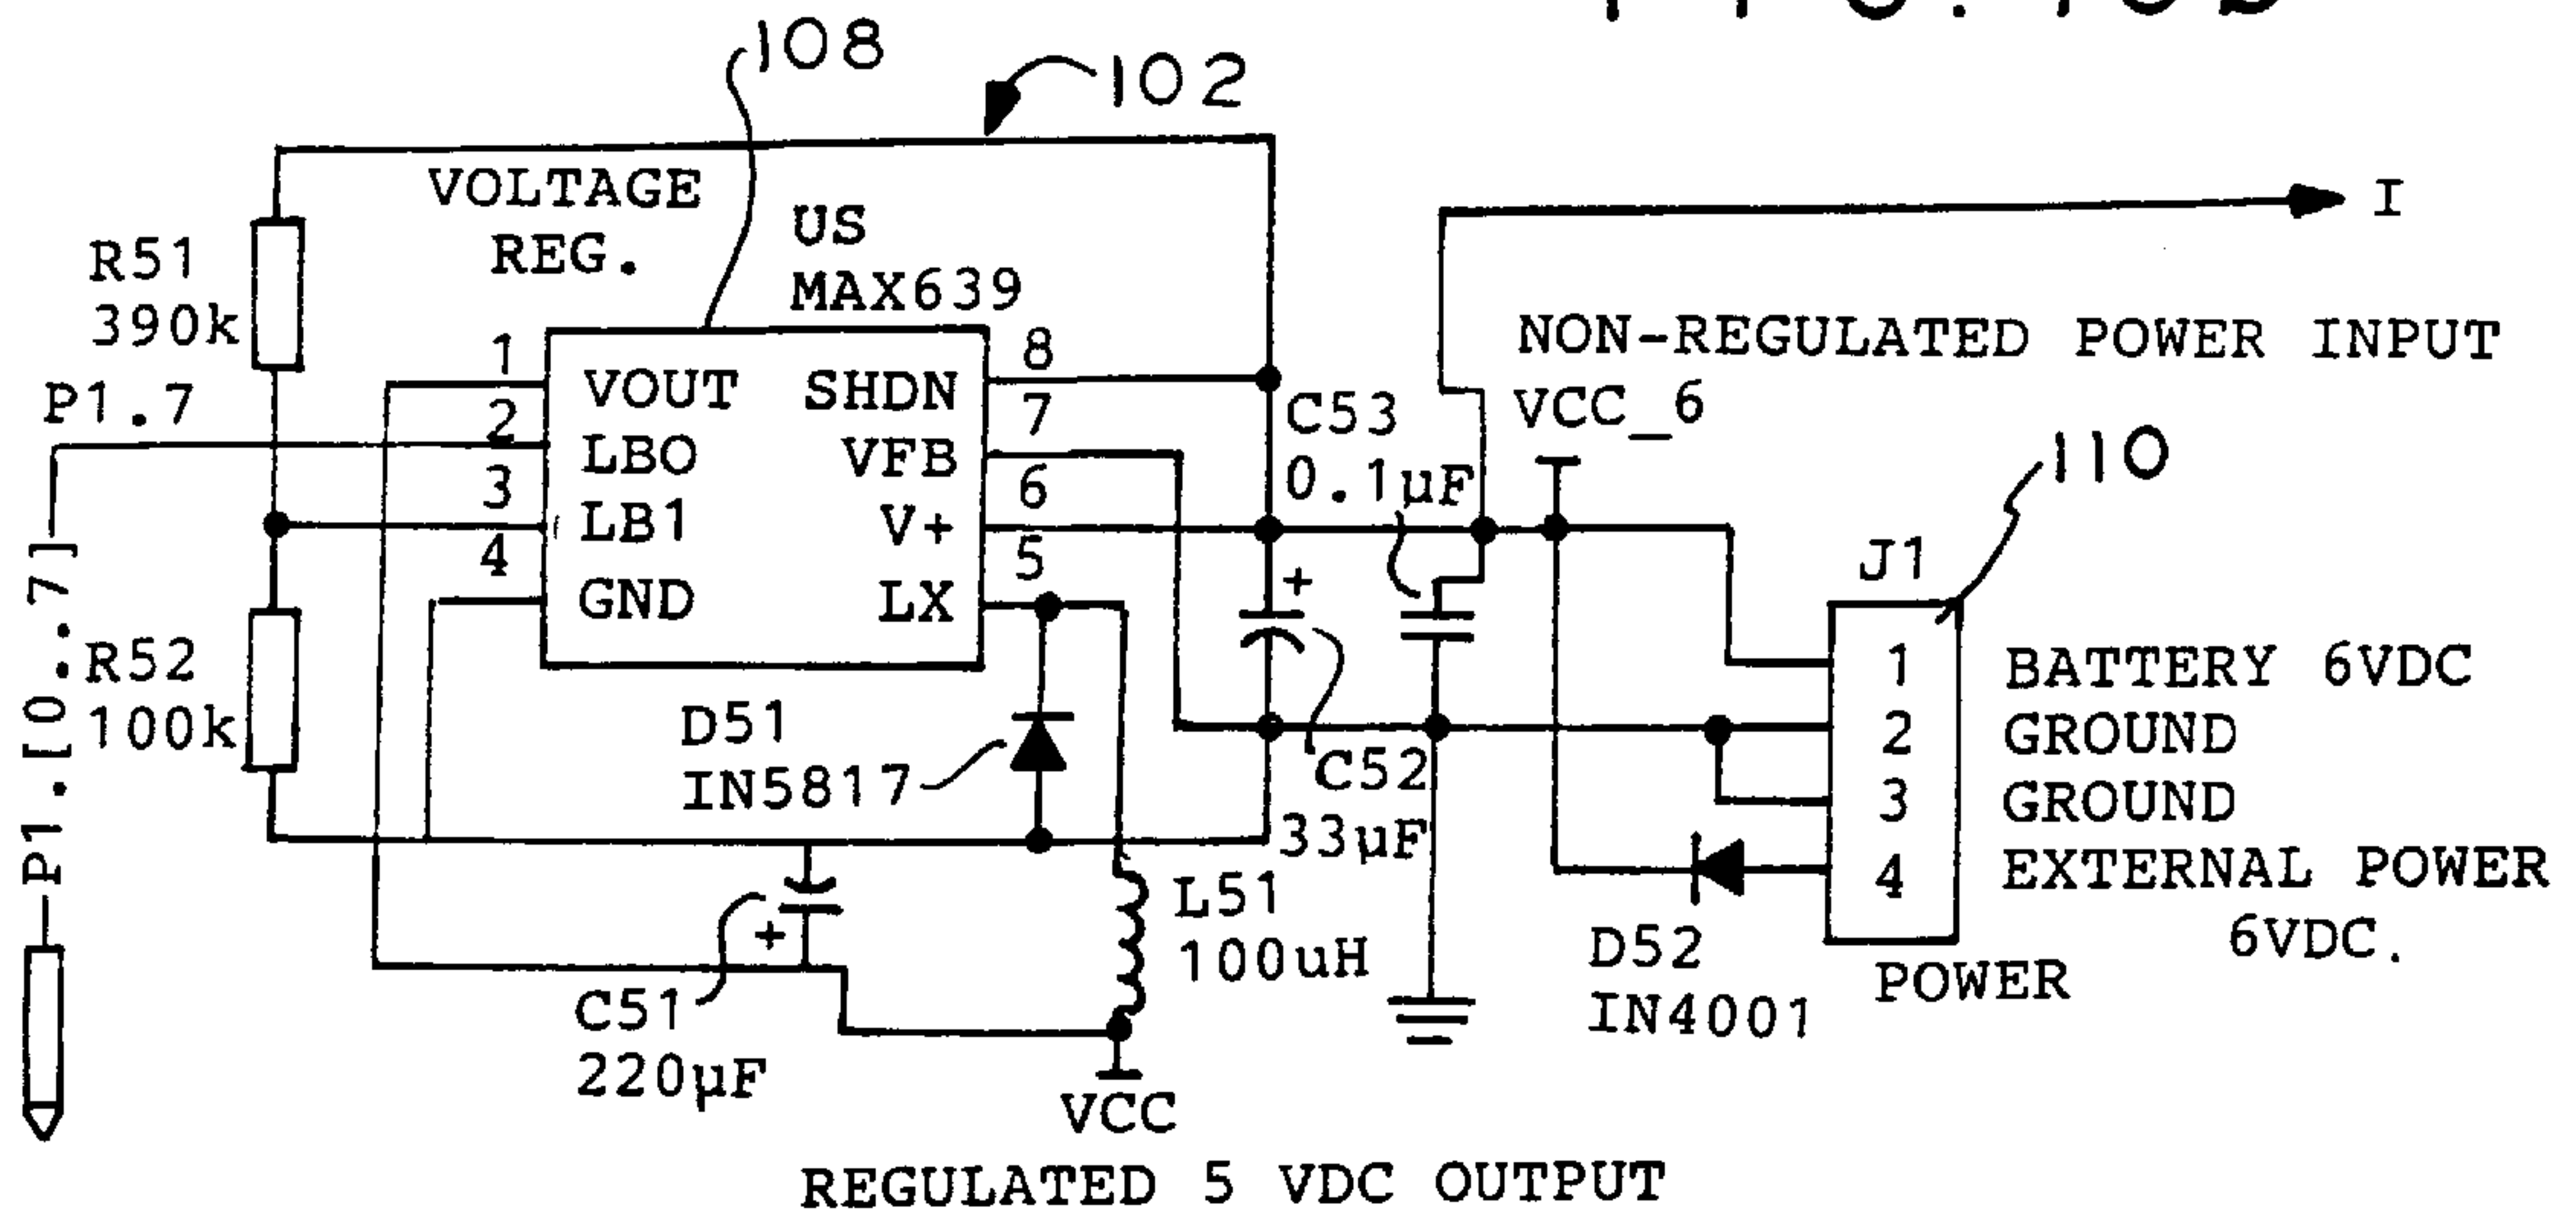 108
102
VOLTAGE
REG.
US
MAX639
I
R51
390k
P1.7
1
2
3
4
VOUT
LBO
LB1
GND
SHDN
VFB
V+
LX
8
7
6
5
C53
0.1µF
NON-REGULATED POWER INPUT
VCC_6
110
J1
1
2
3
4
BATTERY 6VDC
GROUND
GROUND
EXTERNAL POWER
6VDC.
POWER
P1.[0..7]
R52
100k
D51
IN5817
+
C52
33µF
D52
IN4001
+
C51
220µF
L51
100uH
VCC
REGULATED 5 VDC OUTPUT